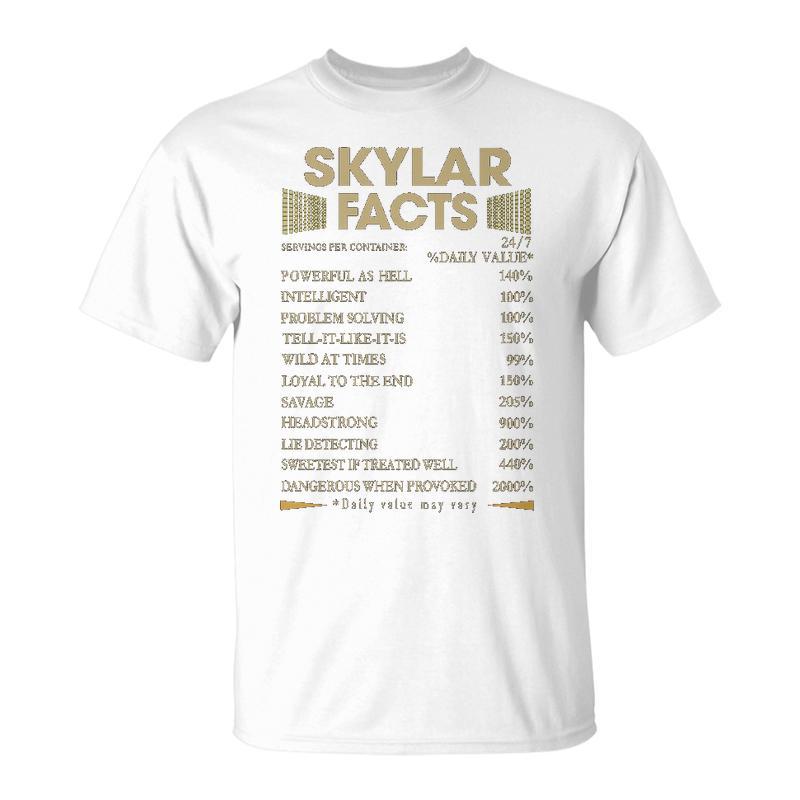 SKYLAR
FACTS
SERVINGS PER CONTAINER: 24/7
%DAILY VALUE*
POWERFUL AS HELL 140%
INTELLIGENT 100%
PROBLEM SOLVING 100%
TELL-IT-LIKE-IT-IS 150%
WILD AT TIMES 99%
LOYAL TO THE END 150%
SAVAGE 205%
HEADSTRONG 900%
LIE DETECTING 200%
SWEETEST IF TREATED WELL 440%
DANGEROUS WHEN PROVOKED 2000%
*Daily value may vary